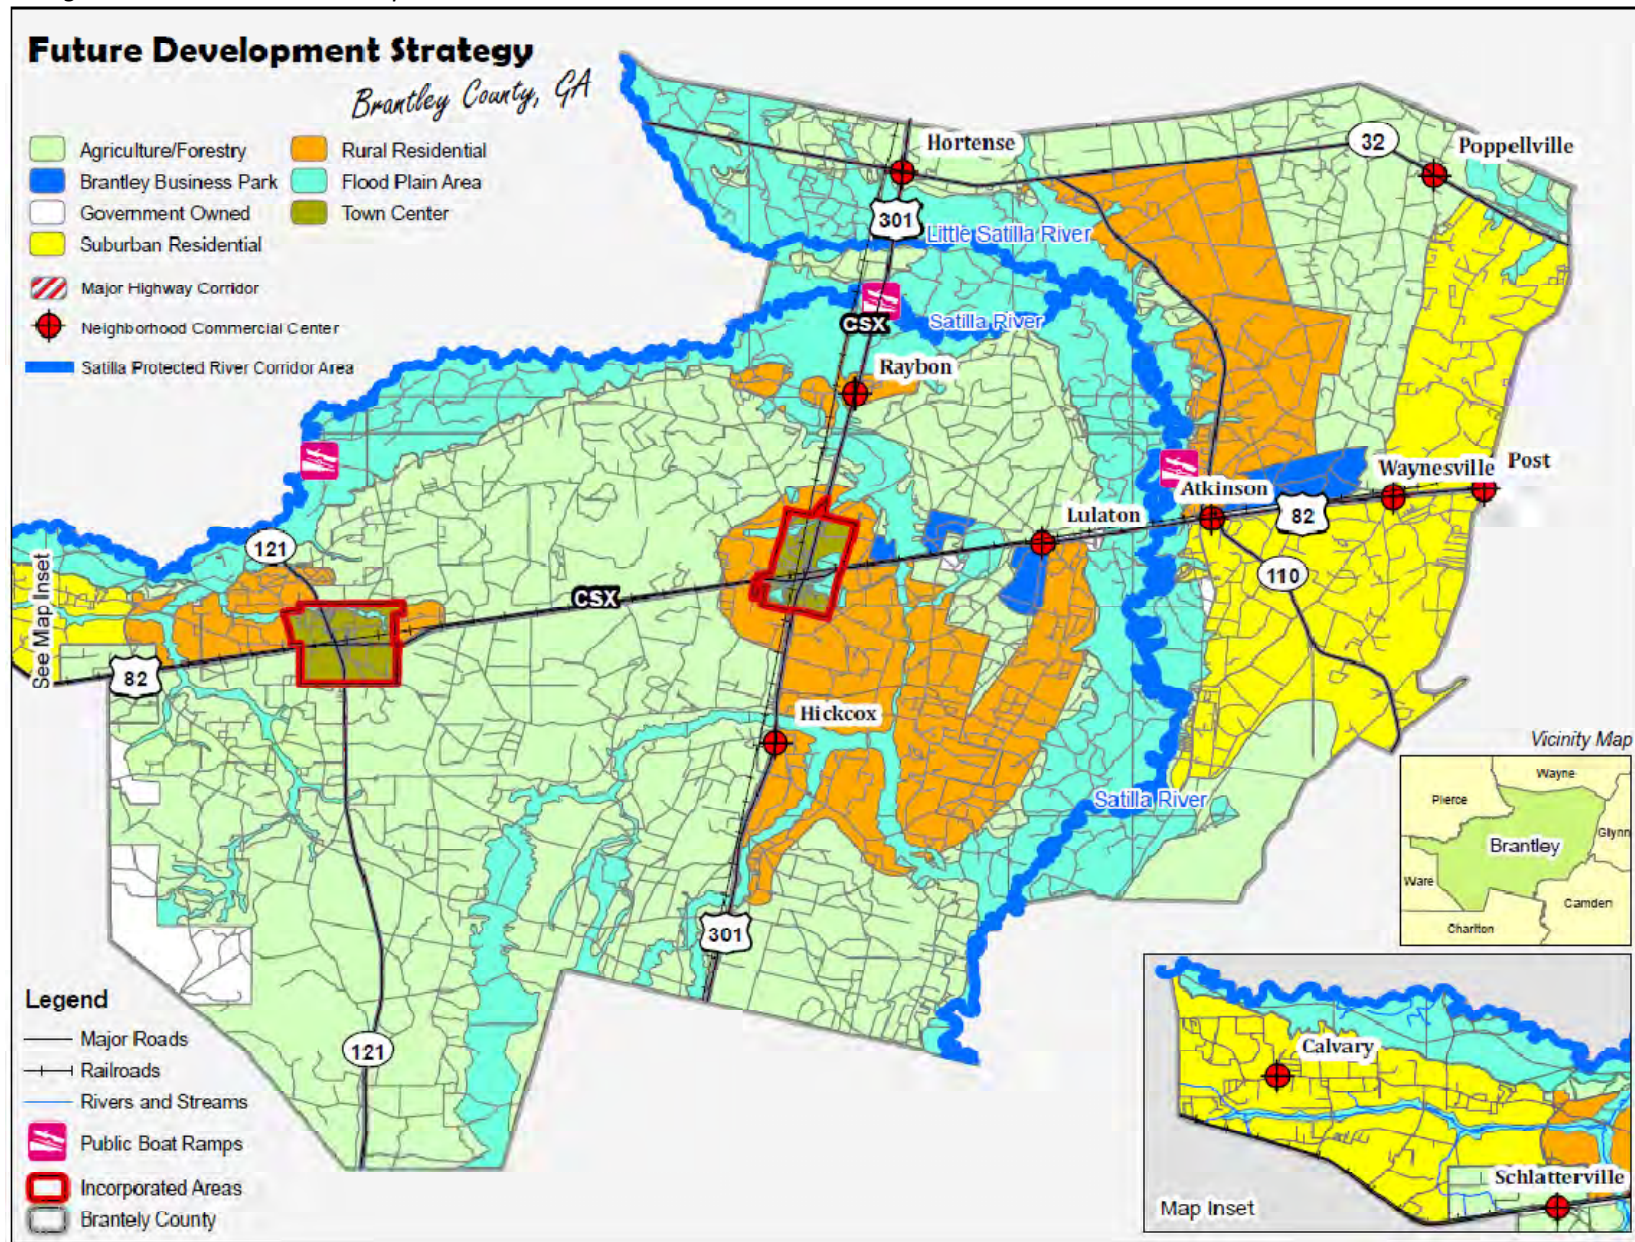 Future Development Strategy
Brantley County, GA
Agriculture/Forestry
Brantley Business Park
Government Owned
Suburban Residential
Rural Residential
Flood Plain Area
Town Center
Major Highway Corridor
Neighborhood Commercial Center
Satilla Protected River Corridor Area
Hortense
32
Poppellville
301
Little Satilla River
CSX
Satilla River
Raybon
Waynesville
Post
Atkinson
Lulaton
82
121
110
CSX
See Map Inset
82
Hickcox
Satilla River
301
121
Vicinity Map
Wayne
Pierce
Glynn
Brantley
Ware
Camden
Charlton
Legend
Major Roads
Railroads
Rivers and Streams
Public Boat Ramps
Incorporated Areas
Brantely County
Calvary
Schlatterville
Map Inset